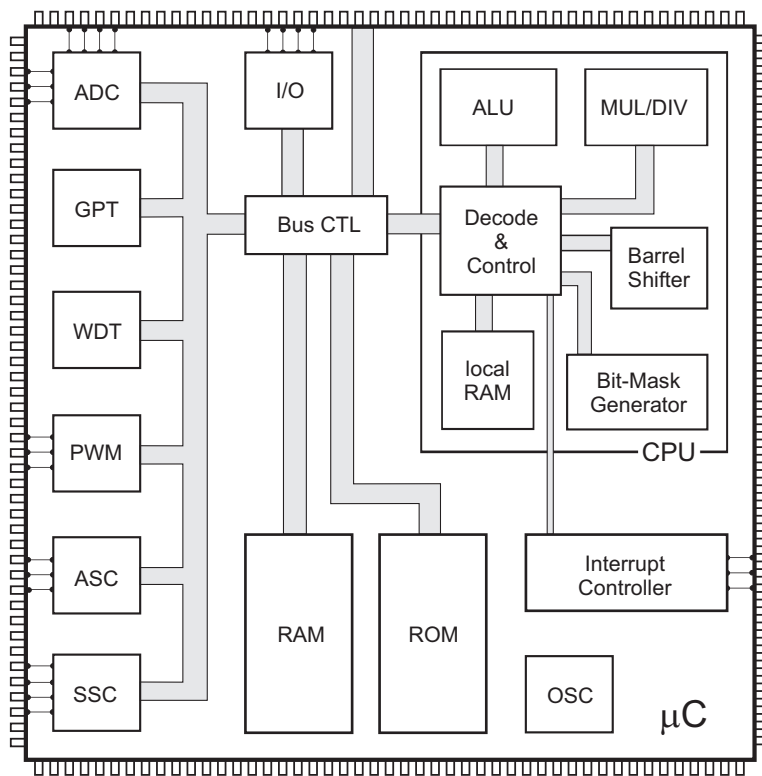 ADC
I/O
ALU
MUL/DIV
GPT
Bus CTL
Decode
&
Control
Barrel
Shifter
WDT
local
RAM
Bit-Mask
Generator
PWM
CPU
ASC
RAM
ROM
Interrupt
Controller
SSC
OSC
μC